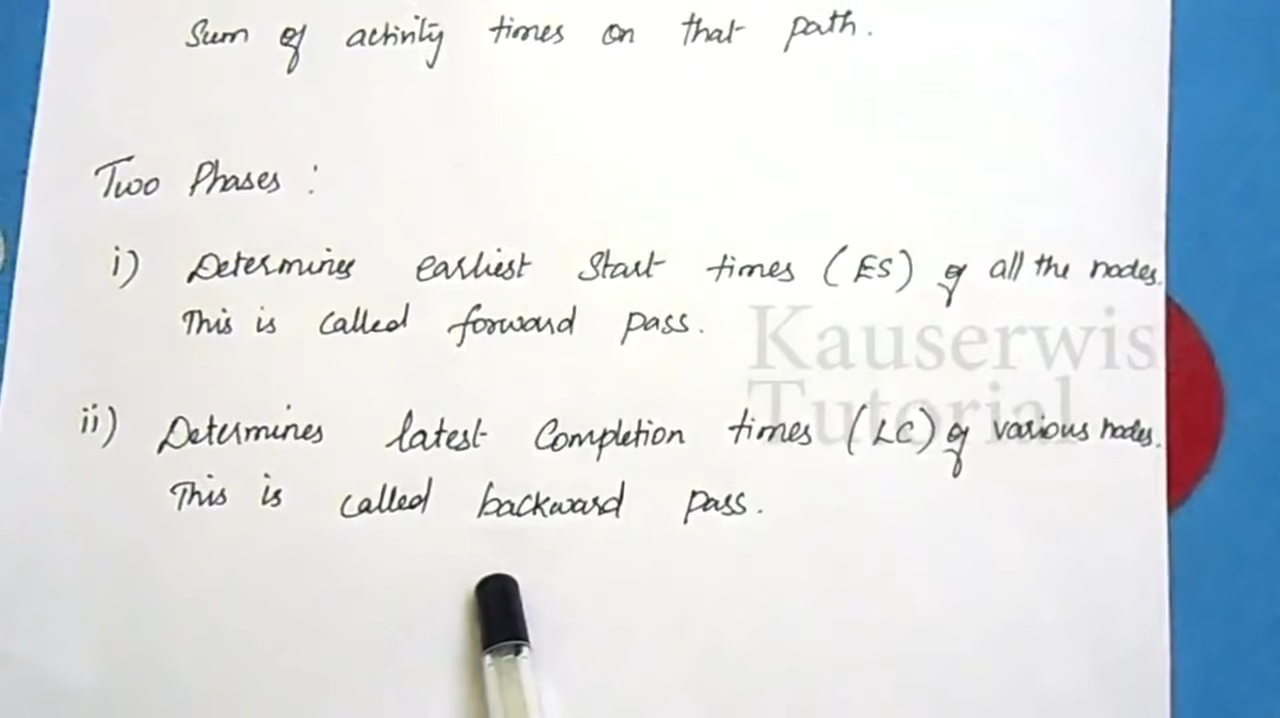 Sum of activity times on that path.
Two Phases :
i) Determines earliest start times (ES) of all the nodes.
This is called forward pass.
Kauserwis
Tutorial
ii) Determines latest completion times (LC) of various nodes.
This is called backward pass.